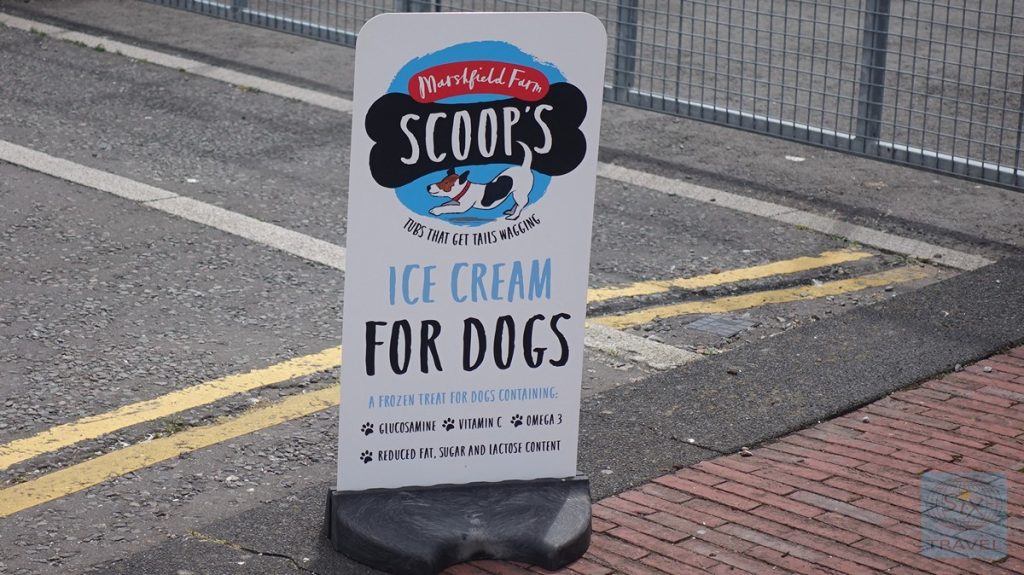 Marshfield Farm
SCOOP'S
TUBS THAT GET TAILS WAGGING
ICE CREAM
FOR DOGS
A FROZEN TREAT FOR DOGS CONTAINING:
GLUCOSAMINE VITAMIN C OMEGA 3
REDUCED FAT, SUGAR AND LACTOSE CONTENT
TRAVEL